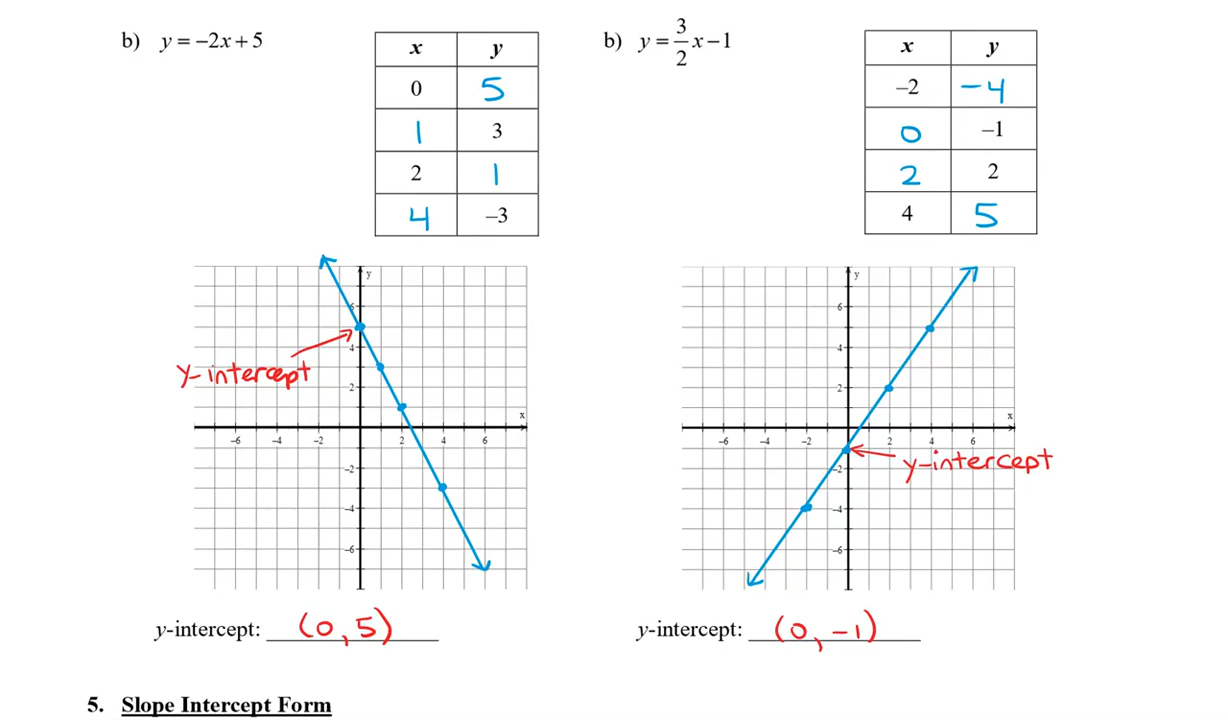 b) y = −2x + 5
x y
0 5
1 3
2 1
4 −3
y
6
4
2
x
−6 −4 −2 2 4 6
−2
−4
−6
y-intercept
y-intercept: (0, 5)
b) y = 3/2 x − 1
x y
−2 −4
0 −1
2 2
4 5
y
6
4
2
x
−6 −4 −2 2 4 6
−2
−4
−6
y-intercept
y-intercept: (0, −1)
5. Slope Intercept Form